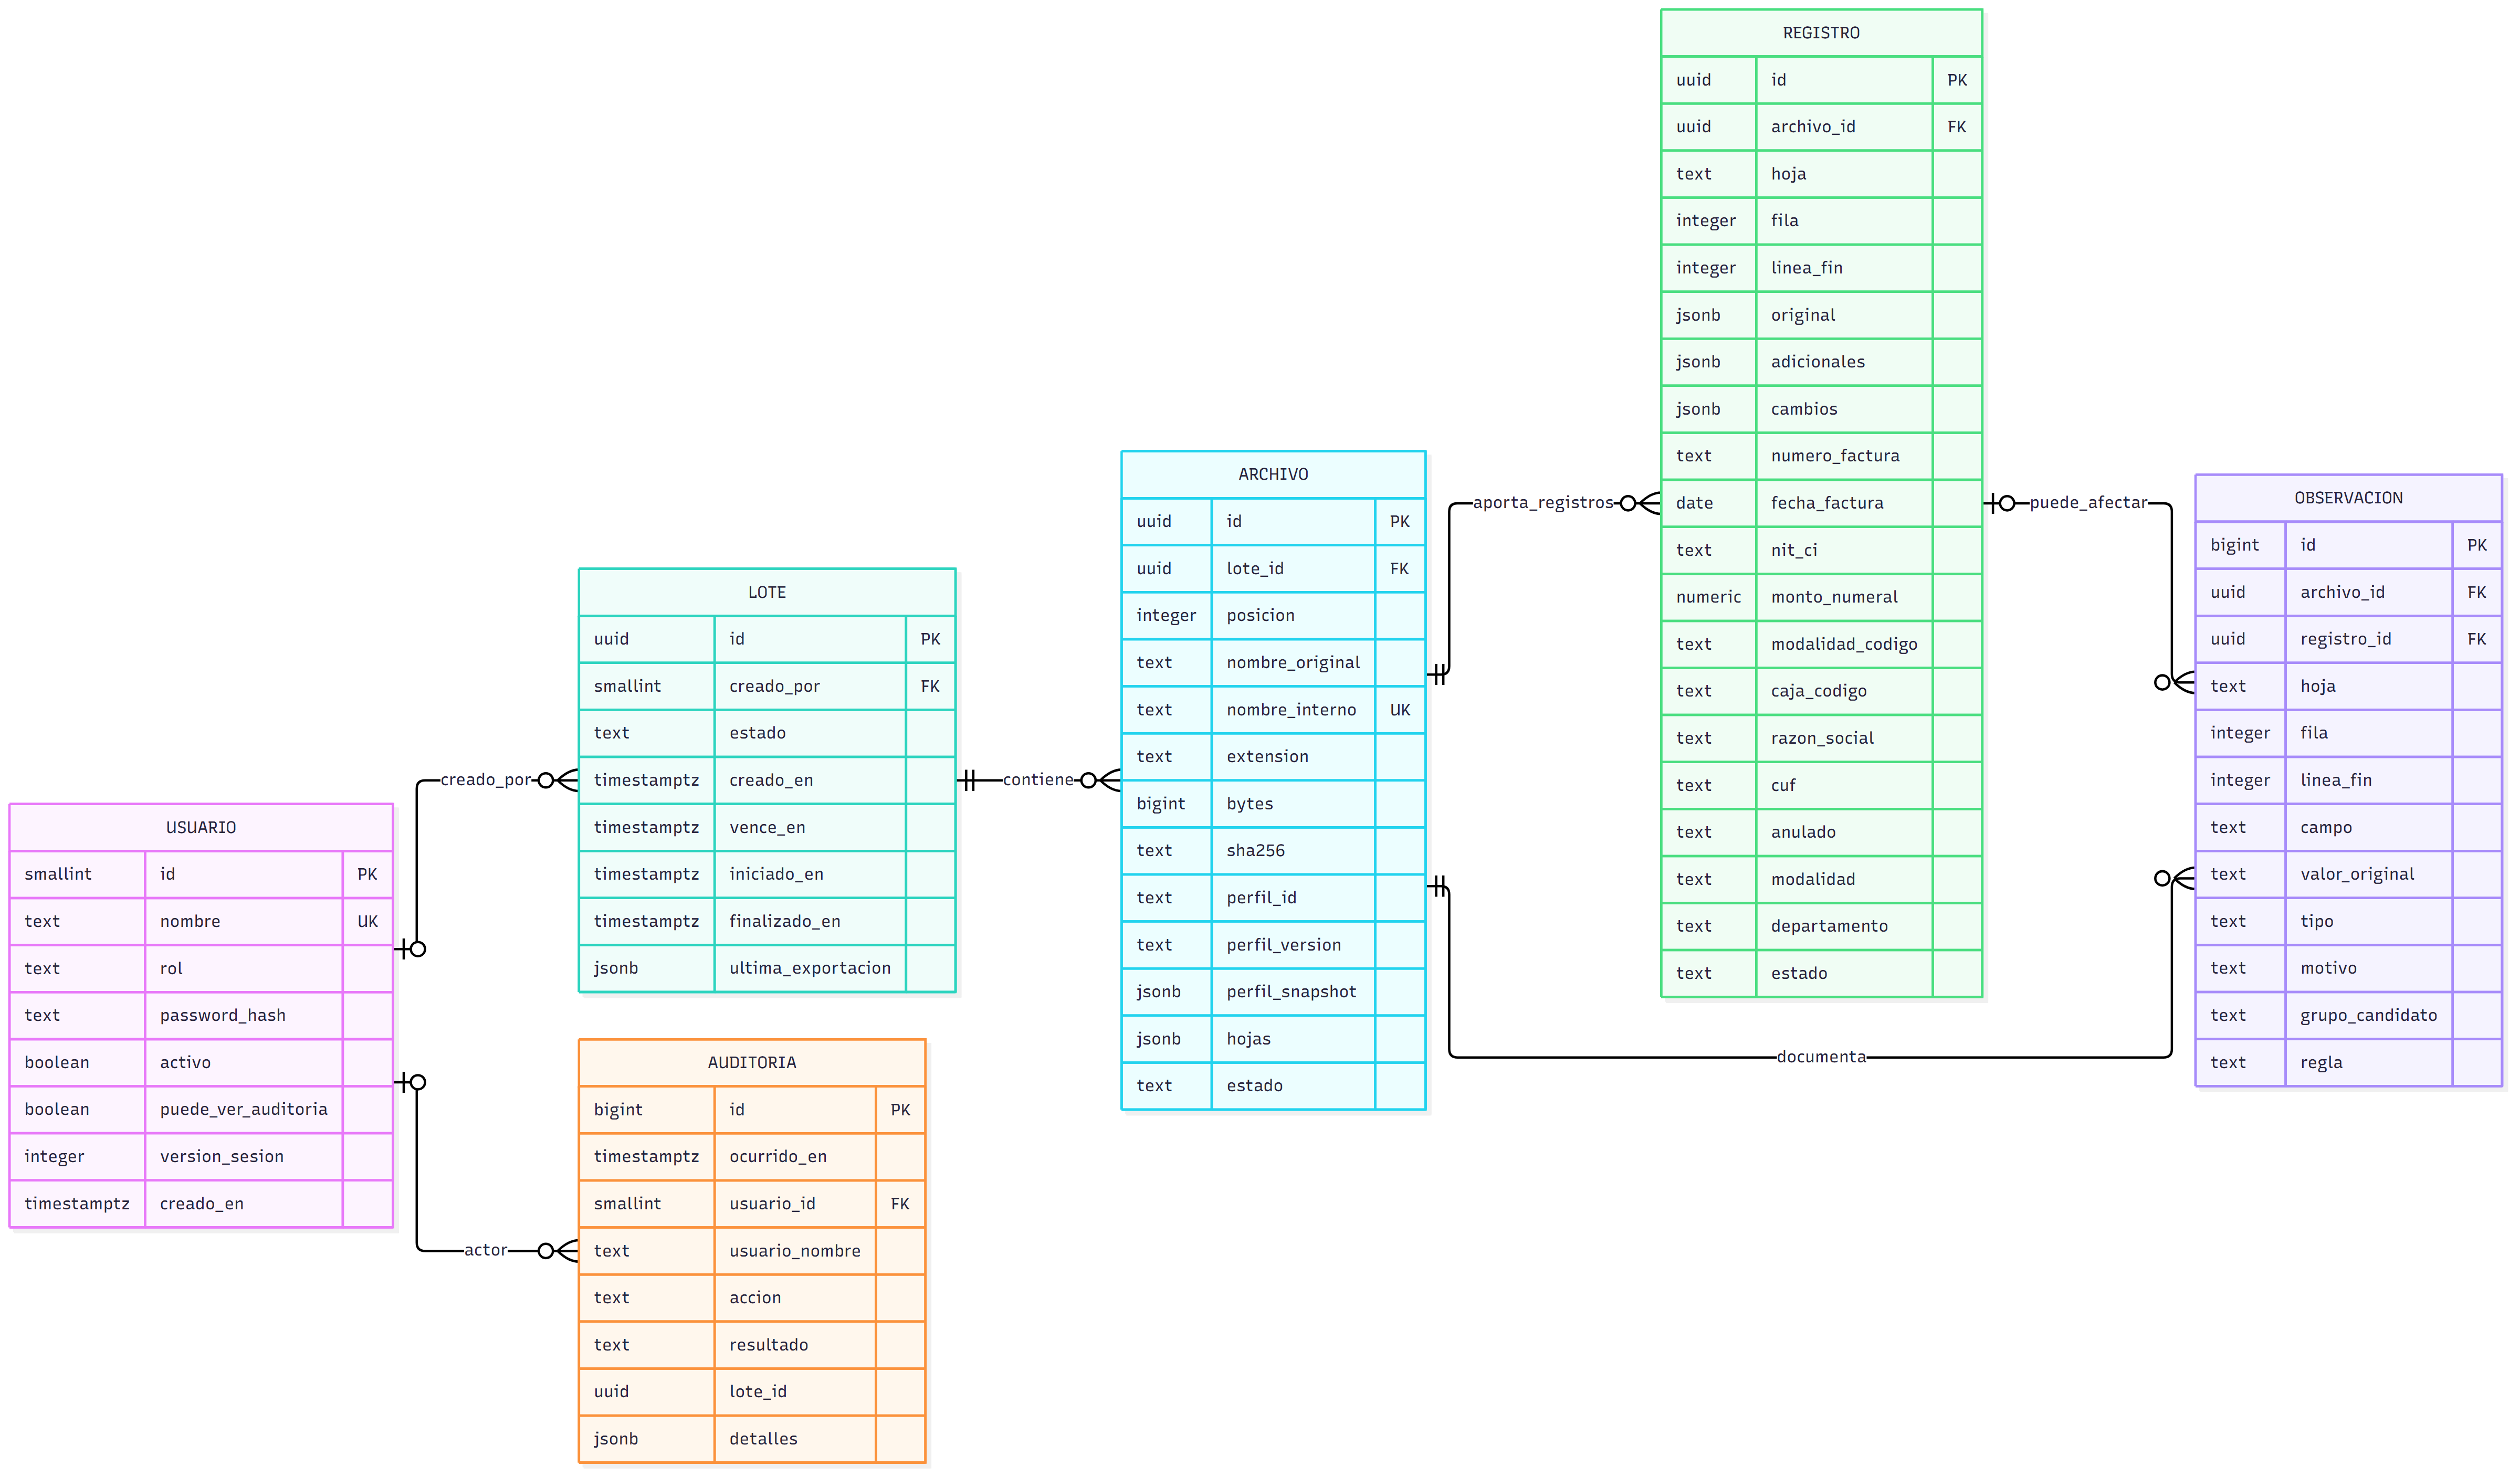 REGISTRO
uuid id PK
uuid archivo_id FK
text hoja
integer fila
integer linea_fin
jsonb original
jsonb adicionales
jsonb cambios
text numero_factura
date fecha_factura
text nit_ci
numeric monto_numeral
text modalidad_codigo
text caja_codigo
text razon_social
text cuf
text anulado
text modalidad
text departamento
text estado
aporta_registros
puede_afectar
ARCHIVO
uuid id PK
uuid lote_id FK
integer posicion
text nombre_original
text nombre_interno UK
text extension
bigint bytes
text sha256
text perfil_id
text perfil_version
jsonb perfil_snapshot
jsonb hojas
text estado
OBSERVACION
bigint id PK
uuid archivo_id FK
uuid registro_id FK
text hoja
integer fila
integer linea_fin
text campo
text valor_original
text tipo
text motivo
text grupo_candidato
text regla
documenta
LOTE
uuid id PK
smallint creado_por FK
text estado
timestamptz creado_en
timestamptz vence_en
timestamptz iniciado_en
timestamptz finalizado_en
jsonb ultima_exportacion
creado_por
contiene
USUARIO
smallint id PK
text nombre UK
text rol
text password_hash
boolean activo
boolean puede_ver_auditoria
integer version_sesion
timestamptz creado_en
actor
AUDITORIA
bigint id PK
timestamptz ocurrido_en
smallint usuario_id FK
text usuario_nombre
text accion
text resultado
uuid lote_id
jsonb detalles